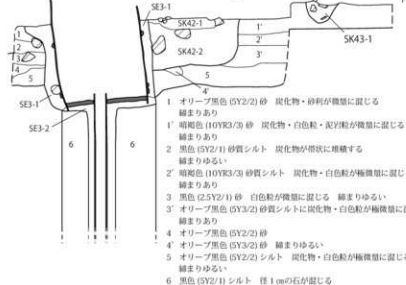 SE3-1
SK42-1
SK42-2
SK43-1
1
2
3
4
5
1'
2'
3'
5
4'
SE3-1
SE3-2
6
6
1 オリーブ黒色 (5Y2/2) 砂 炭化物・砂利が微量に混じる
締まりあり
1' 暗褐色 (10YR3/3) 砂 炭化物・白色粒・泥岩粒が微量に混じる
締まりあり
2 黒色 (5Y2/1) 砂質シルト 炭化物が帯状に堆積する
締まりゆるい
2' 暗褐色 (10YR3/3) 砂質シルト 炭化物・白色粒が極微量に混じる
締まりあり
3 黒色 (2.5Y2/1) 砂 白色粒が微量に混じる 締まりゆるい
3' オリーブ黒色 (5Y3/2) 砂質シルトに炭化物・白色粒が極微量に
締まりあり
4 オリーブ黒色 (5Y2/2) 砂
4' オリーブ黒色 (5Y3/2) 砂 締まりゆるい
5 オリーブ黒色 (5Y2/2) シルト 炭化物・白色粒が極微量に混じる
締まりゆるい
6 黒色 (5Y2/1) シルト 径1㎝の石が混じる